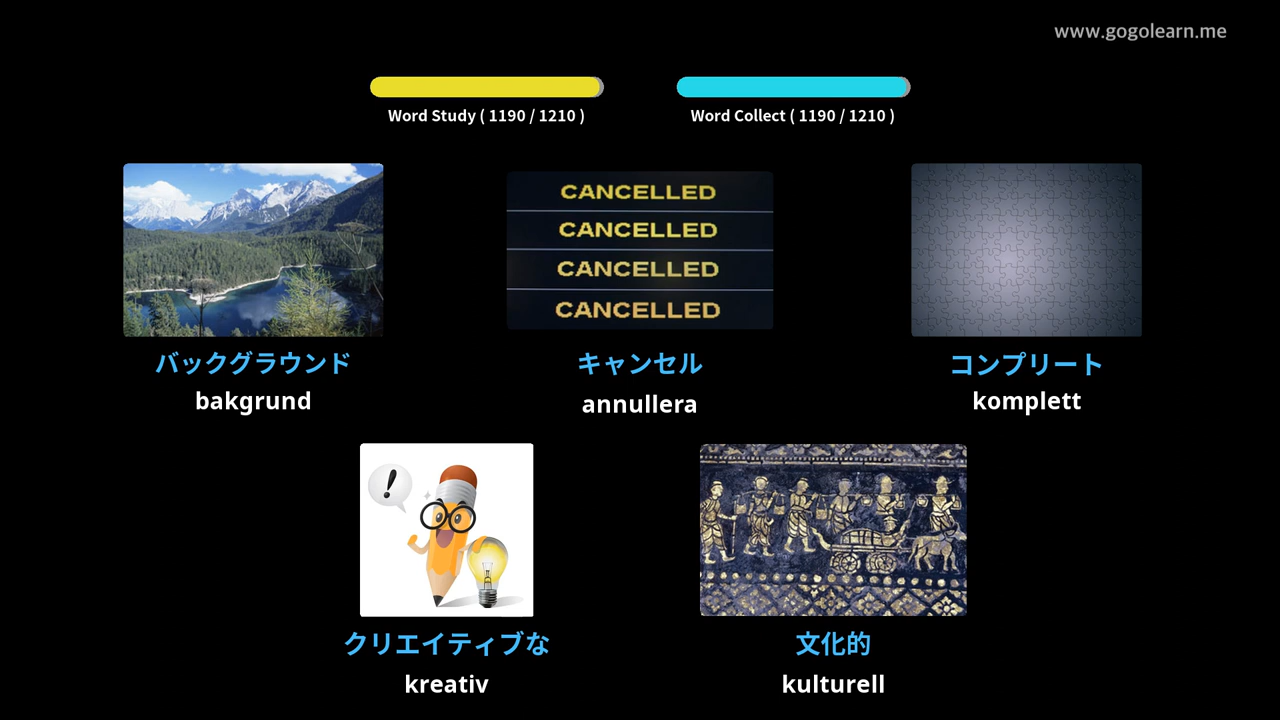 www.gogolearn.me
Word Study ( 1190 / 1210 )
Word Collect ( 1190 / 1210 )
CANCELLED
CANCELLED
CANCELLED
CANCELLED
バックグラウンド
キャンセル
コンプリート
bakgrund
annullera
komplett
!
クリエイティブな
文化的
kreativ
kulturell